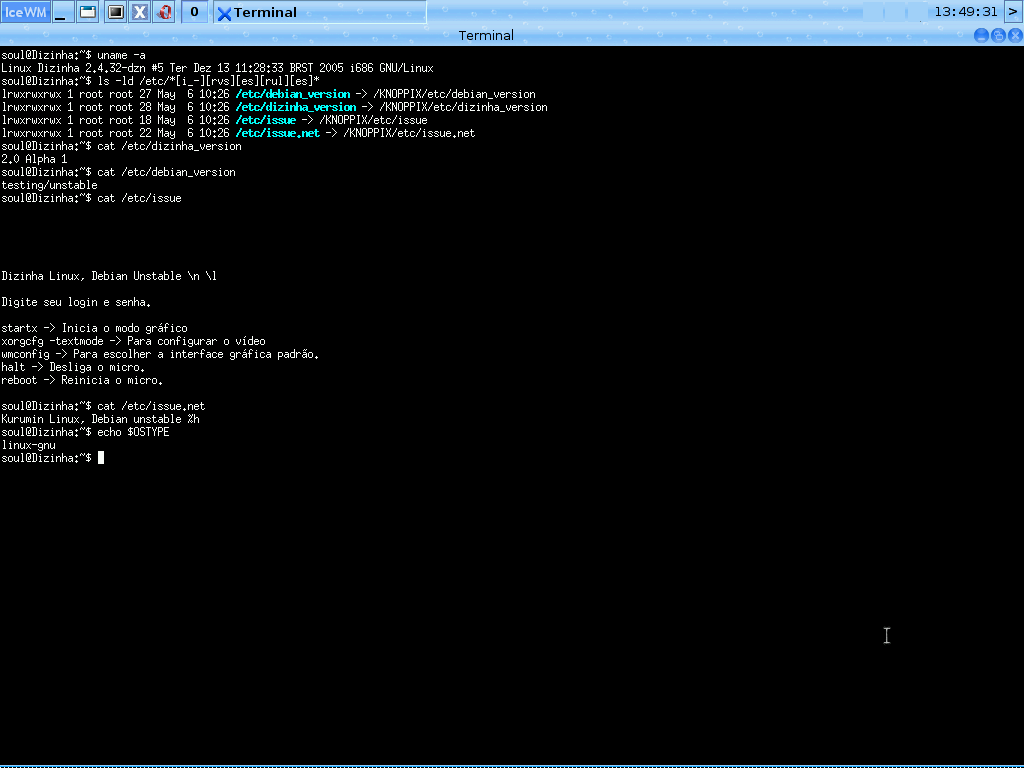 IceWM
0
Terminal
13:49:31
>
Terminal
soul@Dizinha:~$ uname -a
Linux Dizinha 2.4.32-dzn #5 Ter Dez 13 11:28:33 BRST 2005 i686 GNU/Linux
soul@Dizinha:~$ ls -ld /etc/*[i_-][rvs][es][rul][es]*
lrwxrwxrwx 1 root root 27 May  6 10:26 /etc/debian_version -> /KNOPPIX/etc/debian_version
lrwxrwxrwx 1 root root 28 May  6 10:26 /etc/dizinha_version -> /KNOPPIX/etc/dizinha_version
lrwxrwxrwx 1 root root 18 May  6 10:26 /etc/issue -> /KNOPPIX/etc/issue
lrwxrwxrwx 1 root root 22 May  6 10:26 /etc/issue.net -> /KNOPPIX/etc/issue.net
soul@Dizinha:~$ cat /etc/dizinha_version
2.0 Alpha 1
soul@Dizinha:~$ cat /etc/debian_version
testing/unstable
soul@Dizinha:~$ cat /etc/issue
Dizinha Linux, Debian Unstable \n \l
Digite seu login e senha.
startx -> Inicia o modo gráfico
xorgcfg -textmode -> Para configurar o vídeo
wmconfig -> Para escolher a interface gráfica padrão.
halt -> Desliga o micro.
reboot -> Reinicia o micro.
soul@Dizinha:~$ cat /etc/issue.net
Kurumin Linux, Debian unstable %h
soul@Dizinha:~$ echo $OSTYPE
linux-gnu
soul@Dizinha:~$